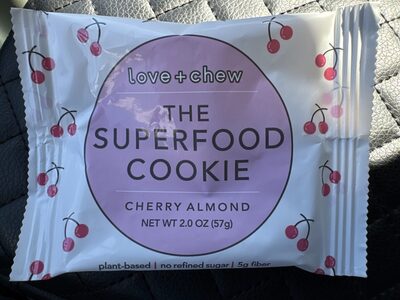 love + chew
THE
SUPERFOOD
COOKIE
CHERRY ALMOND
NET WT 2.0 OZ (57g)
plant-based | no refined sugar | 5g fiber